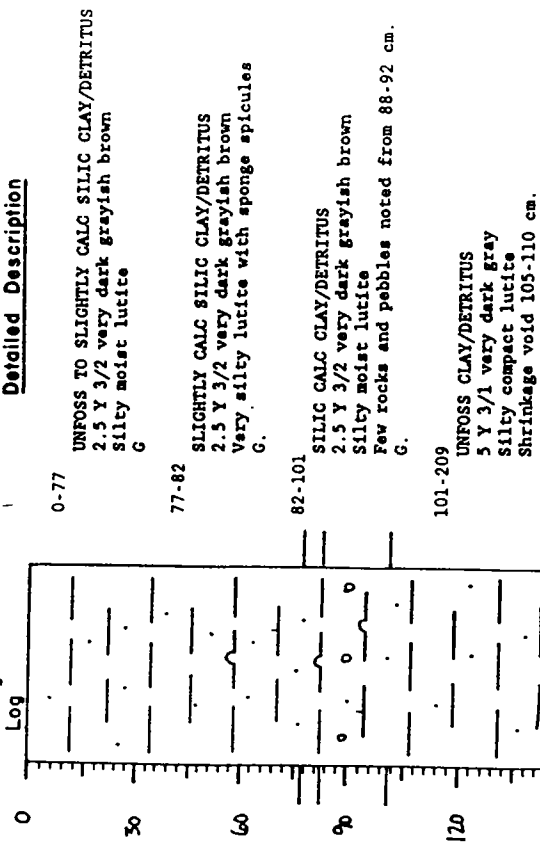 Detailed Description
Log
0-77
UNFOSS TO SLIGHTLY CALC SILIC CLAY/DETRITUS
2.5 Y 3/2 very dark grayish brown
Silty moist lutite
G
77-82
SLIGHTLY CALC SILIC CLAY/DETRITUS
2.5 Y 3/2 very dark grayish brown
Very silty lutite with sponge spicules
G.
82-101
SILIC CALC CLAY/DETRITUS
2.5 Y 3/2 very dark grayish brown
Silty moist lutite
Few rocks and pebbles noted from 88-92 cm.
G.
101-209
UNFOSS CLAY/DETRITUS
5 Y 3/1 very dark gray
Silty compact lutite
Shrinkage void 105-110 cm.
0
30
60
90
120